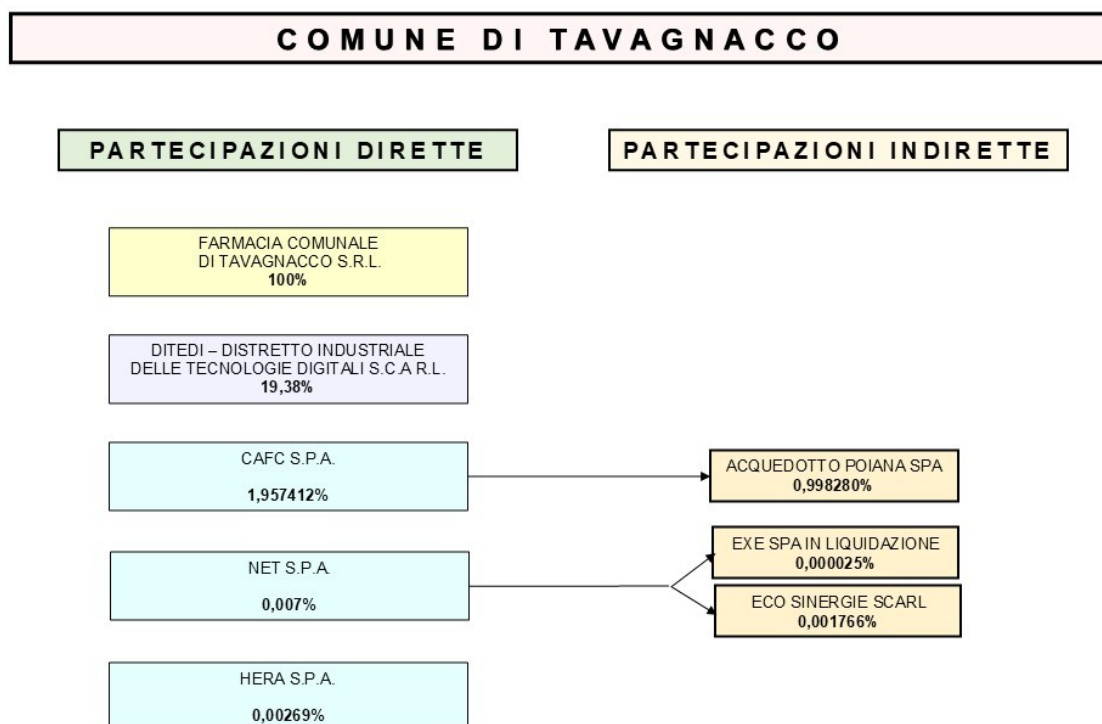 COMUNE DI TAVAGNACCO
PARTECIPAZIONI DIRETTE
PARTECIPAZIONI INDIRETTE
FARMACIA COMUNALE
DI TAVAGNACCO S.R.L.
100%
DITEDI – DISTRETTO INDUSTRIALE
DELLE TECNOLOGIE DIGITALI S.C.A R.L.
19,38%
CAFC S.P.A.
1,957412%
ACQUEDOTTO POIANA SPA
0,998280%
NET S.P.A.
0,007%
EXE SPA IN LIQUIDAZIONE
0,000025%
ECO SINERGIE SCARL
0,001766%
HERA S.P.A.
0,00269%